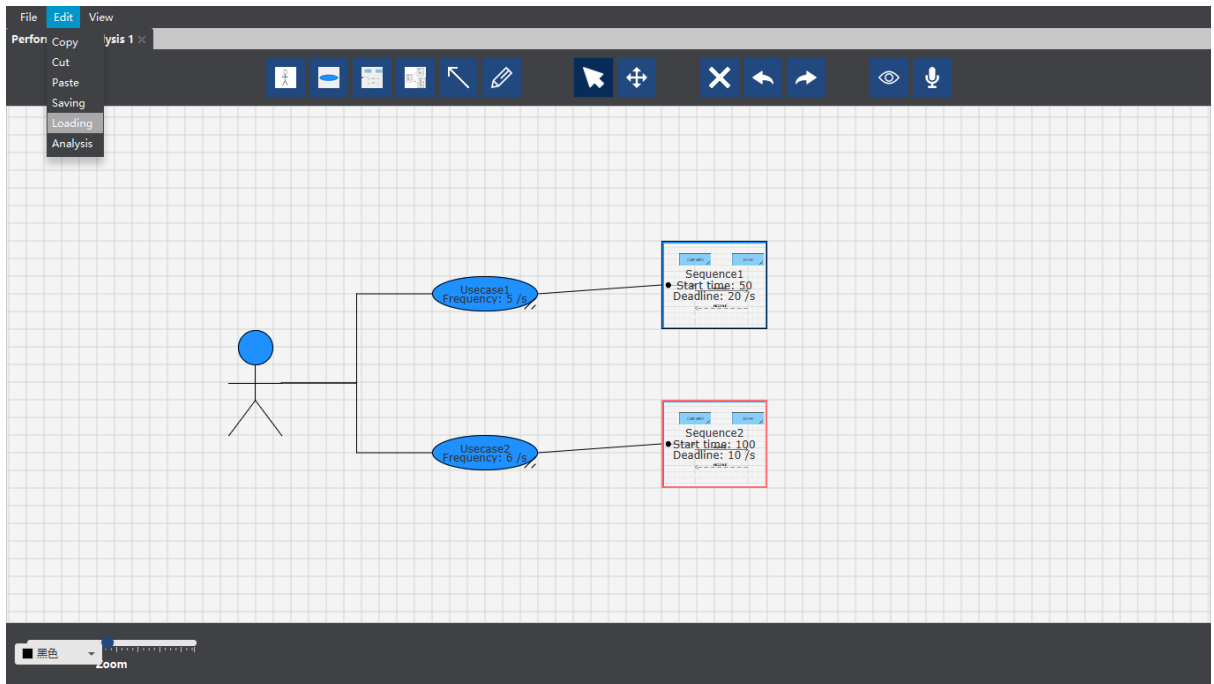 File Edit View
Perfor lysis 1
Copy
Cut
Paste
Saving
Loading
Analysis
Usecase1
Frequency: 5 /s
Sequence1
Start time: 50
Deadline: 20 /s
Usecase2
Frequency: 6 /s
Sequence2
Start time: 100
Deadline: 10 /s
黑色
Zoom